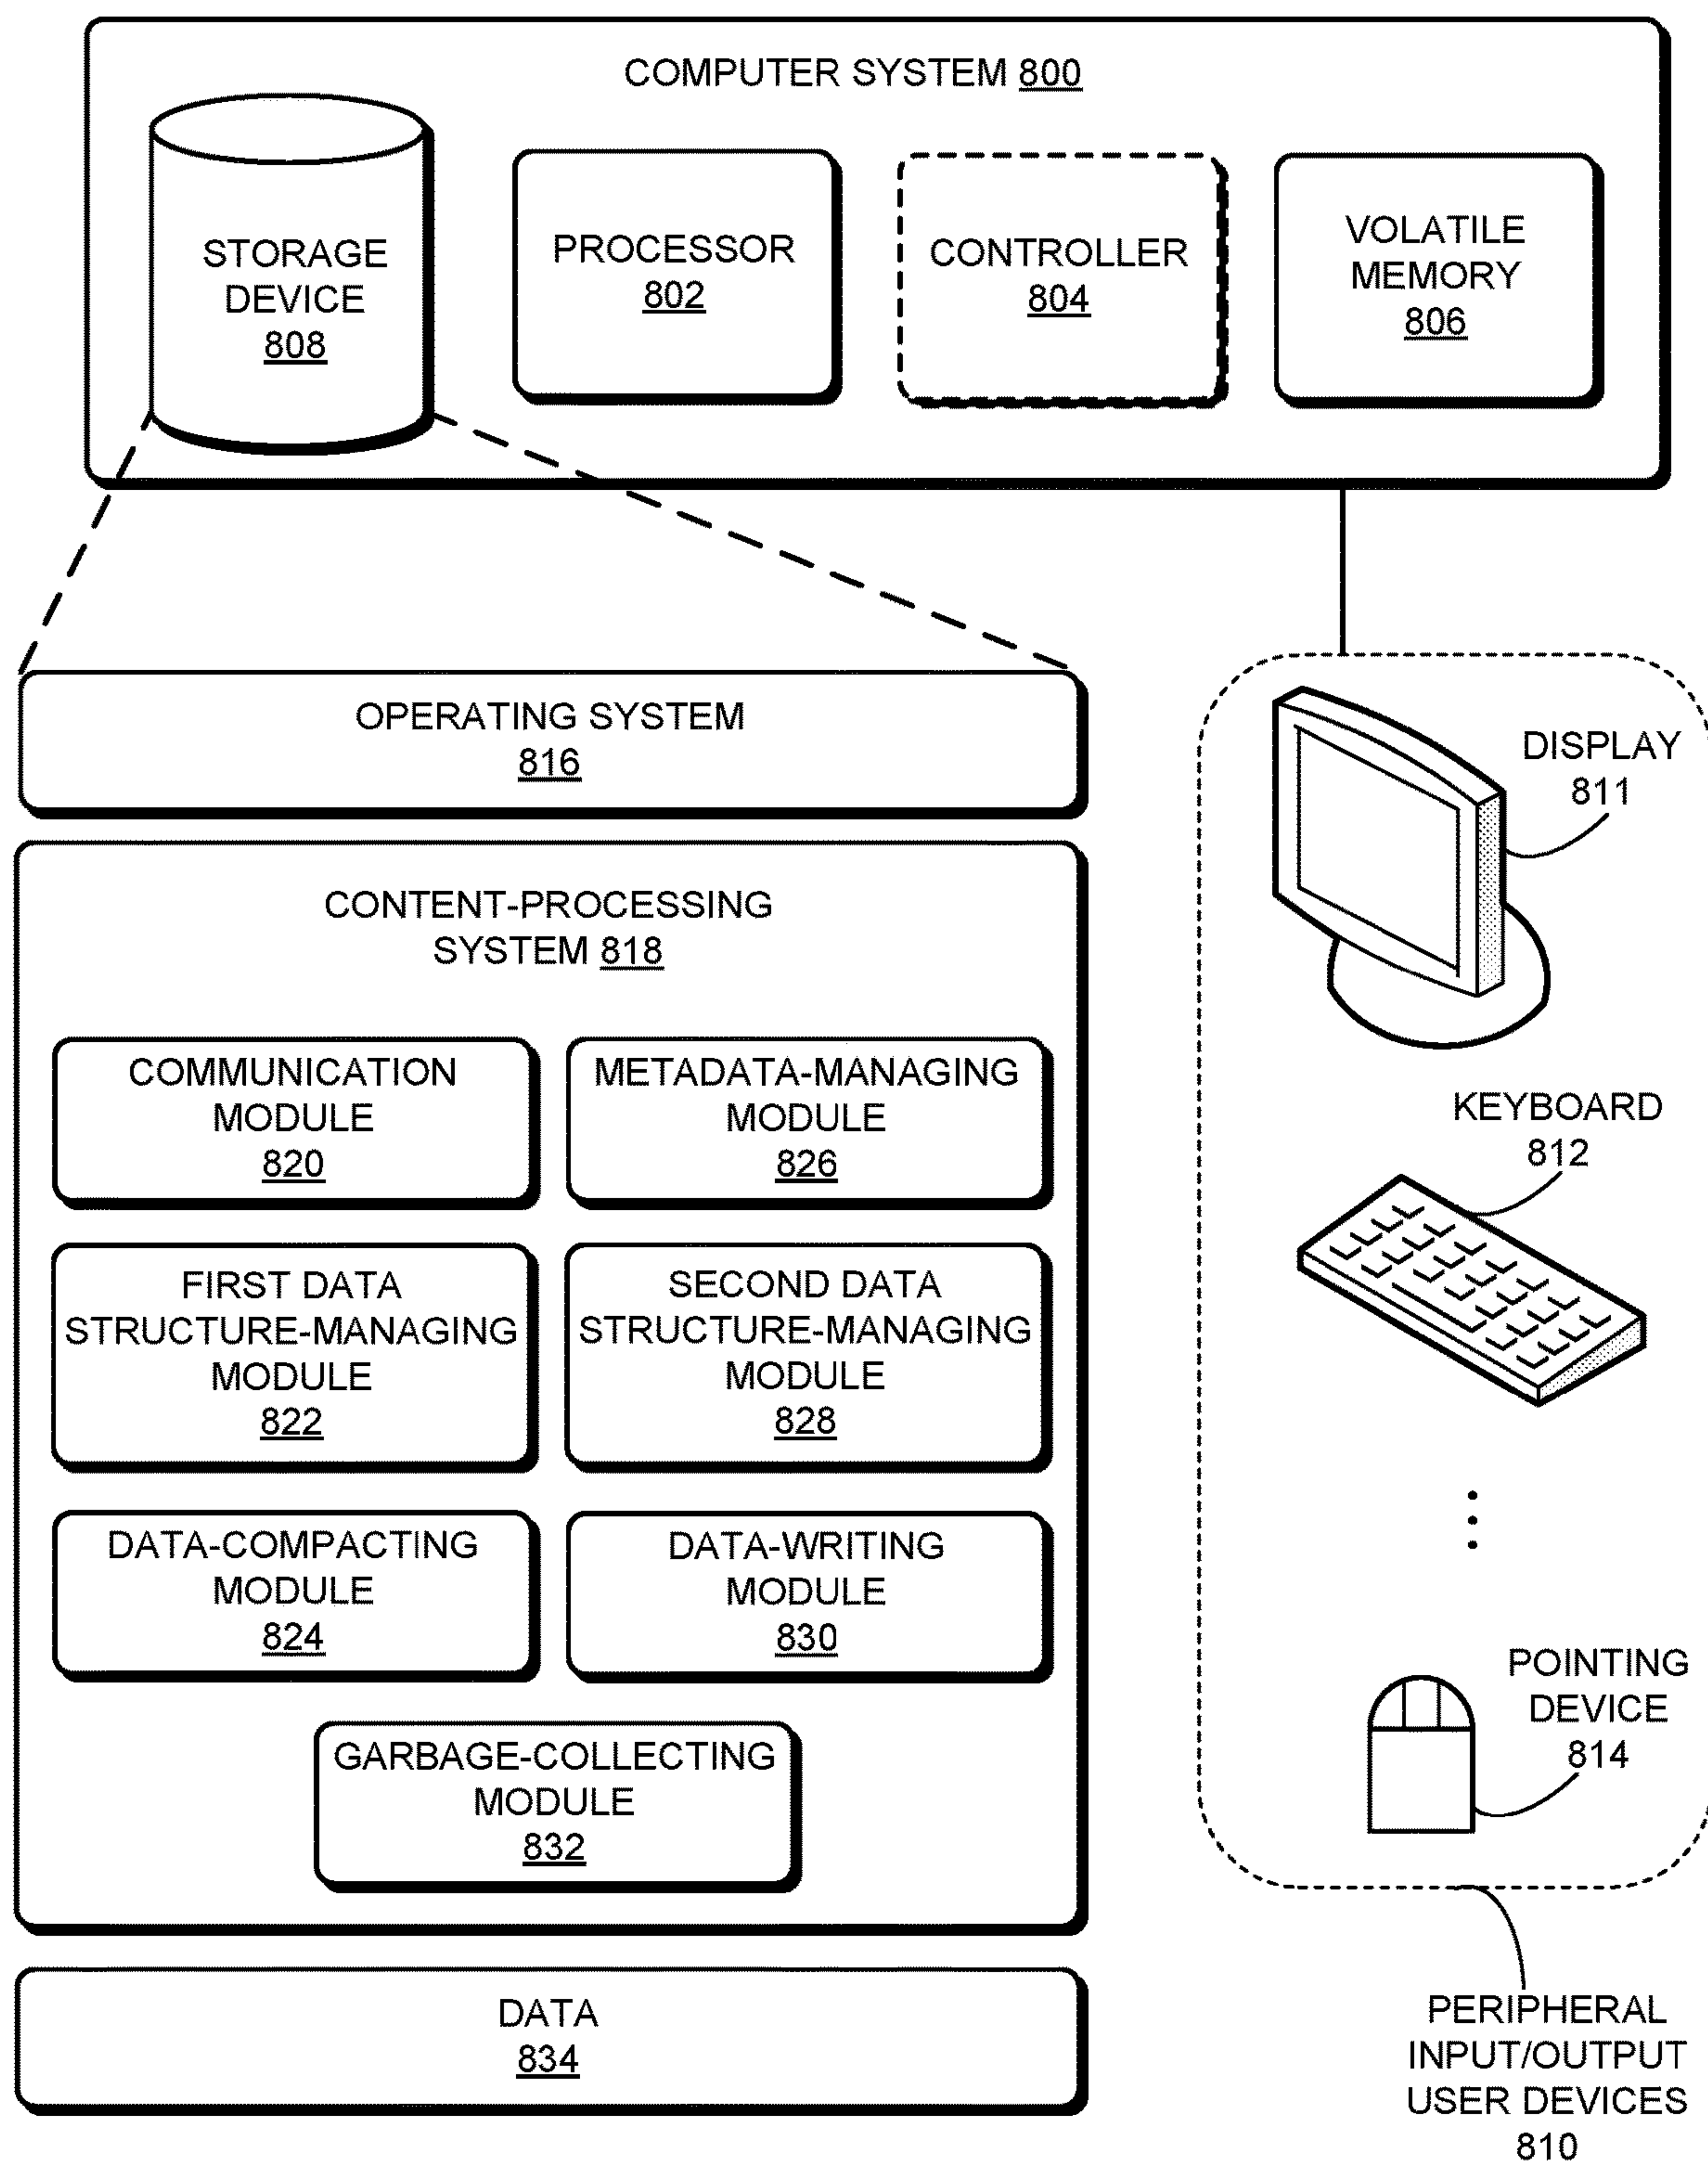 COMPUTER SYSTEM 800
STORAGE
DEVICE
808
PROCESSOR
802
CONTROLLER
804
VOLATILE
MEMORY
806
OPERATING SYSTEM
816
CONTENT-PROCESSING
SYSTEM 818
COMMUNICATION
MODULE
820
METADATA-MANAGING
MODULE
826
FIRST DATA
STRUCTURE-MANAGING
MODULE
822
SECOND DATA
STRUCTURE-MANAGING
MODULE
828
DATA-COMPACTING
MODULE
824
DATA-WRITING
MODULE
830
GARBAGE-COLLECTING
MODULE
832
DATA
834
DISPLAY
811
KEYBOARD
812
POINTING
DEVICE
814
PERIPHERAL
INPUT/OUTPUT
USER DEVICES
810